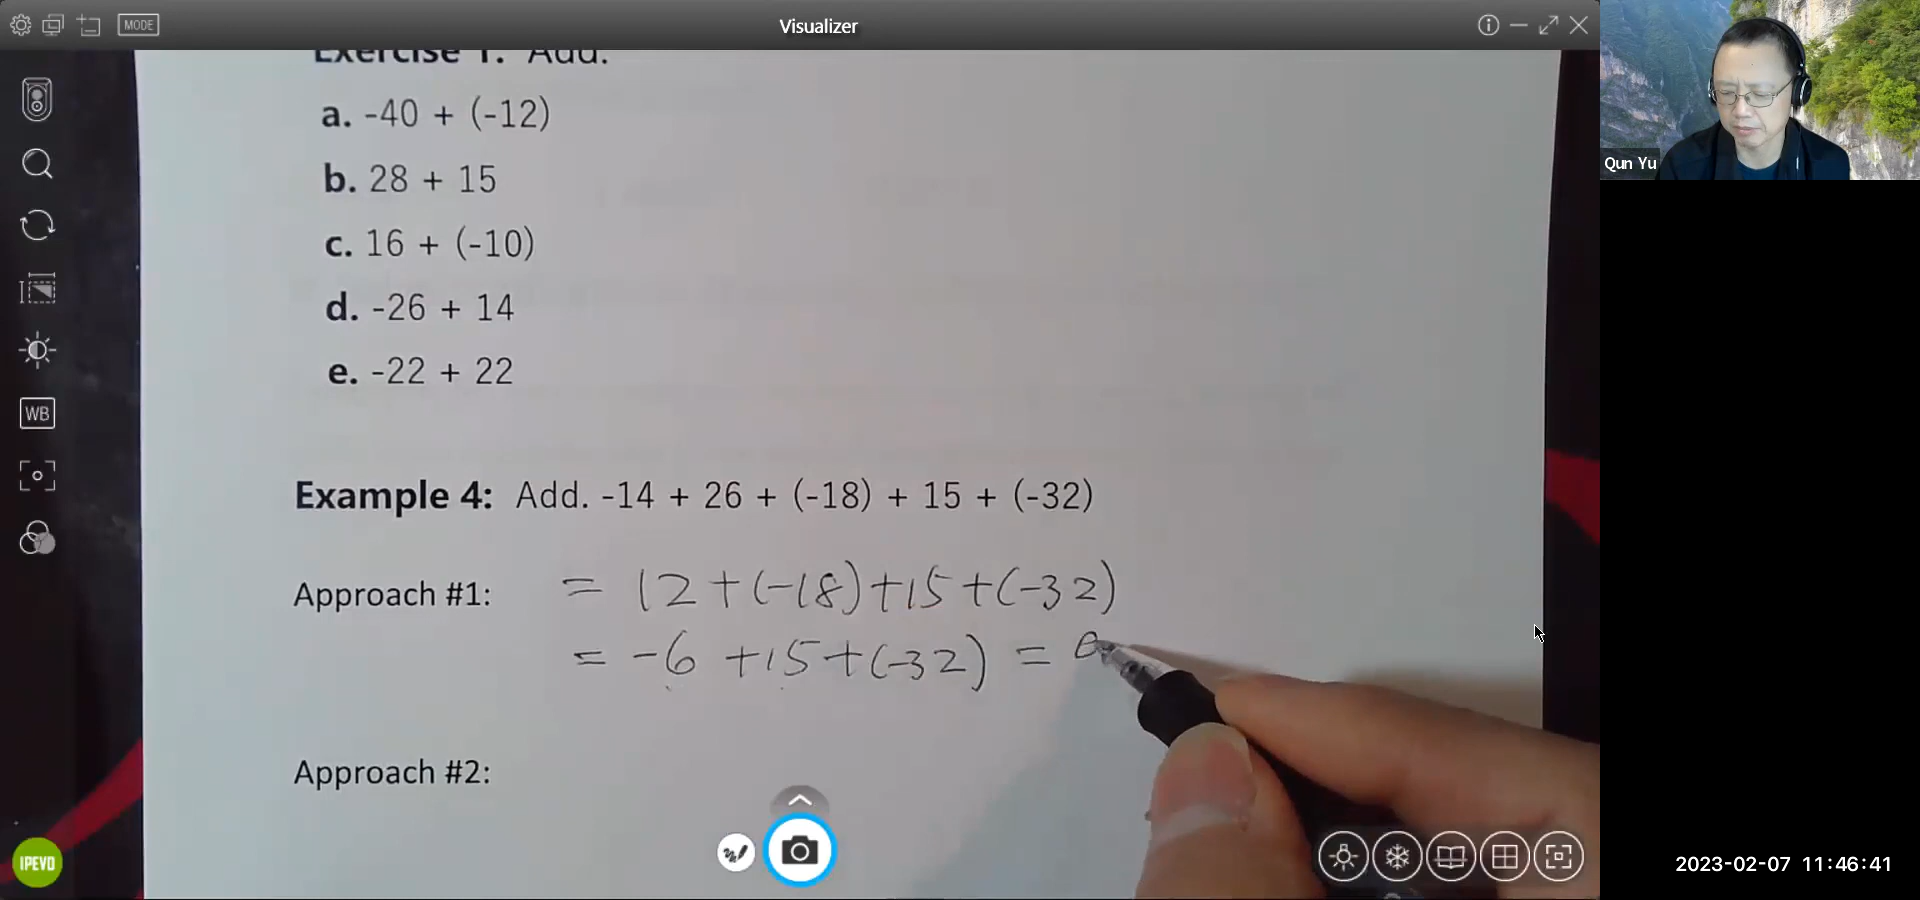 MODE
Visualizer
Exercise 1: Add.
a. -40 + (-12)
b. 28 + 15
c. 16 + (-10)
d. -26 + 14
e. -22 + 22
Example 4: Add. -14 + 26 + (-18) + 15 + (-32)
Approach #1: = 12 + (-18) + 15 + (-32)
= -6 + 15 + (-32) =
Approach #2:
WB
IPEVO
Qun Yu
2023-02-07 11:46:41